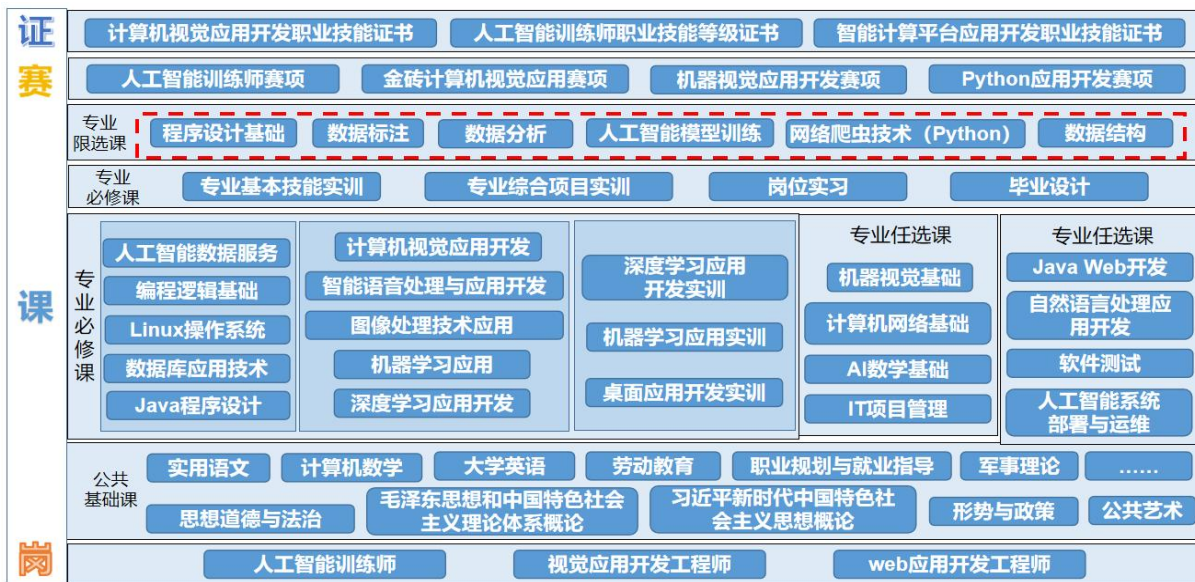 证
计算机视觉应用开发职业技能证书
人工智能训练师职业技能等级证书
智能计算平台应用开发职业技能证书
赛
人工智能训练师赛项
金砖计算机视觉应用赛项
机器视觉应用开发赛项
Python应用开发赛项
课
专业
限选课
程序设计基础
数据标注
数据分析
人工智能模型训练
网络爬虫技术（Python）
数据结构
专业
必修课
专业基本技能实训
专业综合项目实训
岗位实习
毕业设计
专
业
必
修
课
人工智能数据服务
编程逻辑基础
Linux操作系统
数据库应用技术
Java程序设计
计算机视觉应用开发
智能语音处理与应用开发
图像处理技术应用
机器学习应用
深度学习应用开发
深度学习应用
开发实训
机器学习应用实训
桌面应用开发实训
专业任选课
机器视觉基础
计算机网络基础
AI数学基础
IT项目管理
专业任选课
Java Web开发
自然语言处理应
用开发
软件测试
人工智能系统
部署与运维
公共
基础课
实用语文
计算机数学
大学英语
劳动教育
职业规划与就业指导
军事理论
……
思想道德与法治
毛泽东思想和中国特色社会
主义理论体系概论
习近平新时代中国特色社
会主义思想概论
形势与政策
公共艺术
岗
人工智能训练师
视觉应用开发工程师
web应用开发工程师